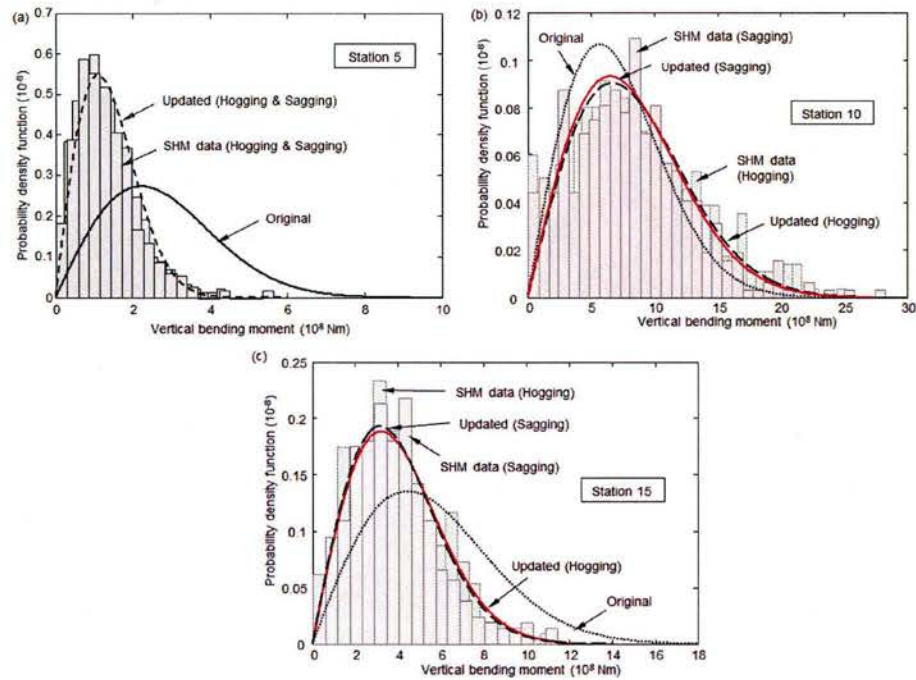 (a)
0.7
0.6
0.5
0.4
0.3
0.2
0.1
0
Probability density function (10⁻⁸)
Station 5
Updated (Hogging & Sagging)
SHM data (Hogging & Sagging)
Original
0 2 4 6 8 10
Vertical bending moment (10⁸ Nm)
(b)
0.12
0.1
0.08
0.06
0.04
0.02
0
Probability density function (10⁻⁸)
Original
SHM data (Sagging)
Updated (Sagging)
Station 10
SHM data
(Hogging)
Updated (Hogging)
0 5 10 15 20 25 30
Vertical bending moment (10⁸ Nm)
(c)
0.25
0.2
0.15
0.1
0.05
0
Probability density function (10⁻⁸)
SHM data (Hogging)
Updated (Sagging)
SHM data (Sagging)
Station 15
Updated (Hogging)
Original
0 2 4 6 8 10 12 14 16 18
Vertical bending moment (10⁸ Nm)